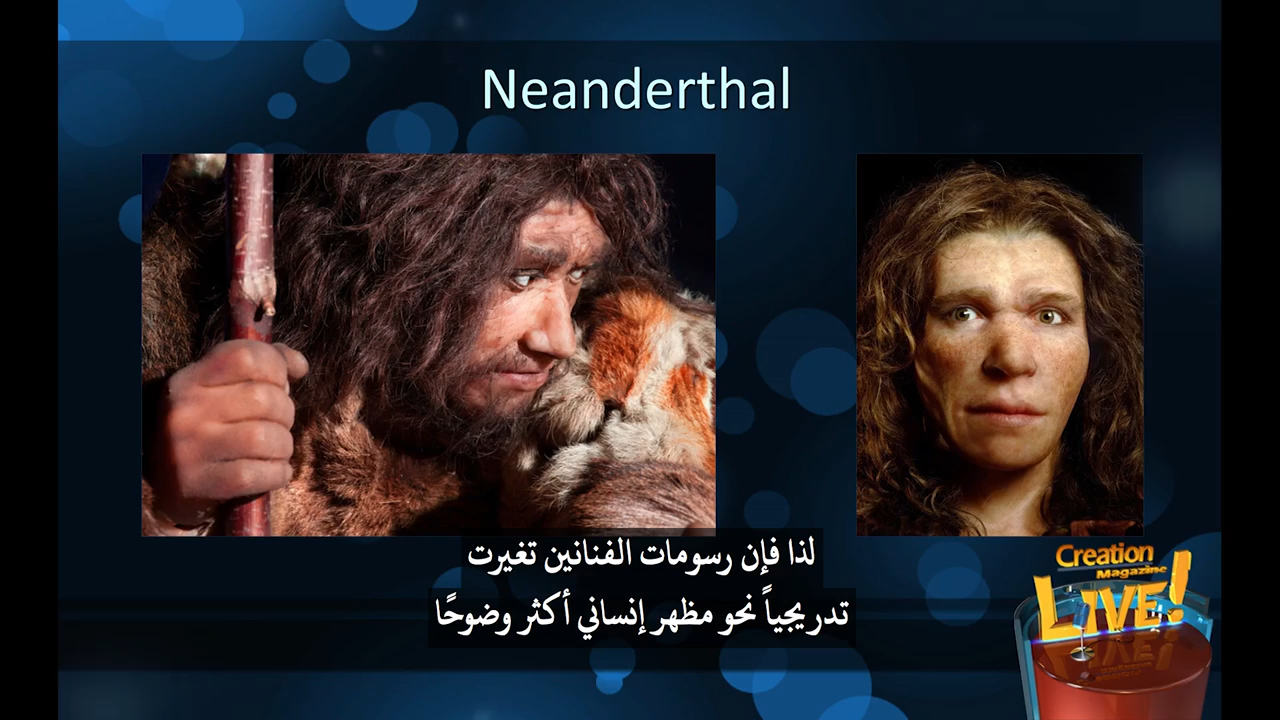 Neanderthal
لذا فإن رسومات الفنانين تغيرت
تدريجياً نحو مظهر إنساني أكثر وضوحًا
Creation
Magazine
LIVE!